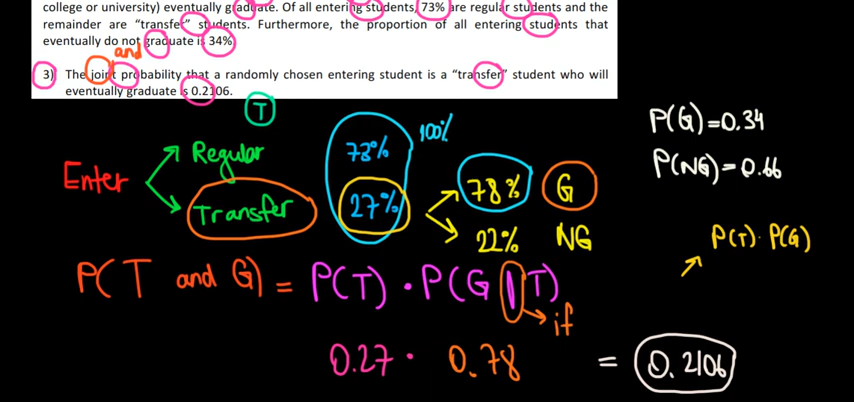 college or university) eventually graduate. Of all entering students, 73% are regular students and the
remainder are "transfer" students. Furthermore, the proportion of all entering students that
eventually do not graduate is 34%
and
3) The joint probability that a randomly chosen entering student is a "transfer" student who will
eventually graduate is 0.2106.
T
Enter
Regular
Transfer
73%
27%
100%
78% G
22% NG
P(G)=0.34
P(NG)=0.66
P(T) · P(G)
P(T and G) = P(T) · P(G | T)
if
0.27 · 0.78 = 0.2106